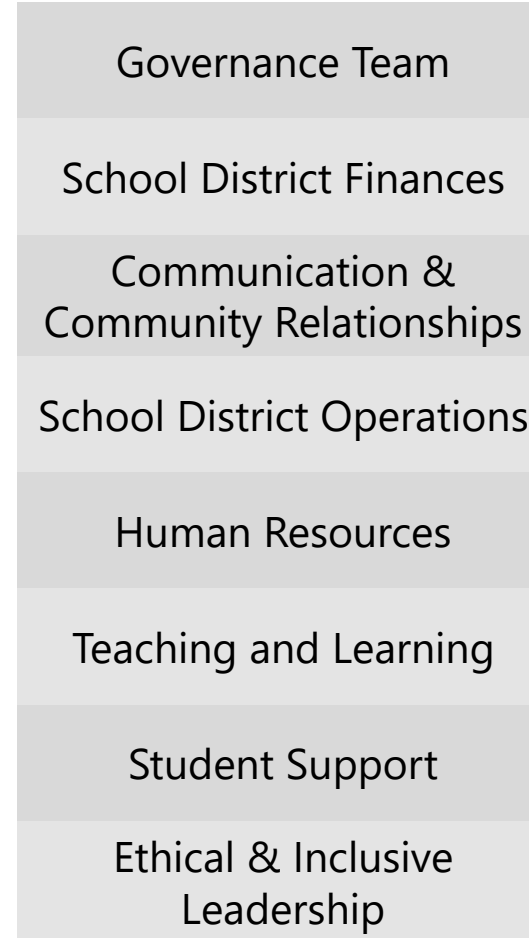 Governance Team
School District Finances
Communication &
Community Relationships
School District Operations
Human Resources
Teaching and Learning
Student Support
Ethical & Inclusive
Leadership